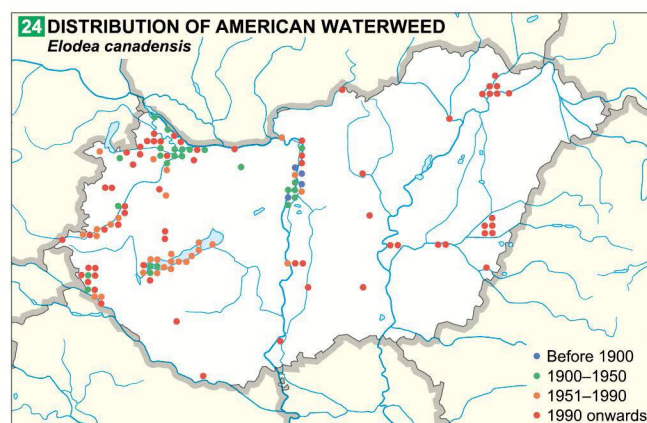 24 DISTRIBUTION OF AMERICAN WATERWEED
Elodea canadensis
Before 1900
1900–1950
1951–1990
1990 onwards